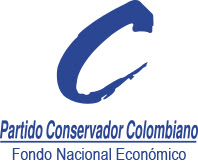 C
Partido Conservador Colombiano
Fondo Nacional Económico